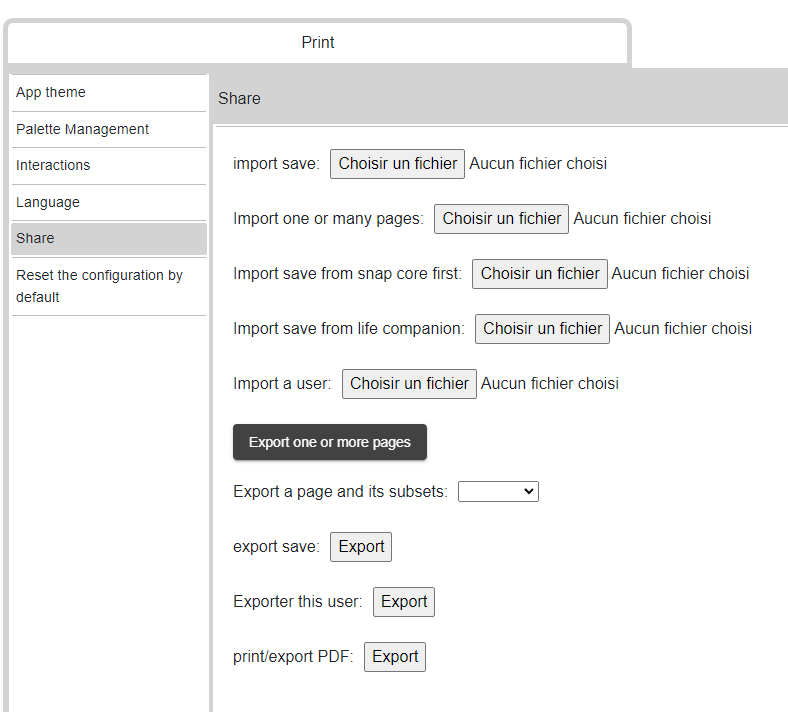 Print
App theme
Palette Management
Interactions
Language
Share
Reset the configuration by
default
Share
import save: Choisir un fichier Aucun fichier choisi
Import one or many pages: Choisir un fichier Aucun fichier choisi
Import save from snap core first: Choisir un fichier Aucun fichier choisi
Import save from life companion: Choisir un fichier Aucun fichier choisi
Import a user: Choisir un fichier Aucun fichier choisi
Export one or more pages
Export a page and its subsets:
export save: Export
Exporter this user: Export
print/export PDF: Export